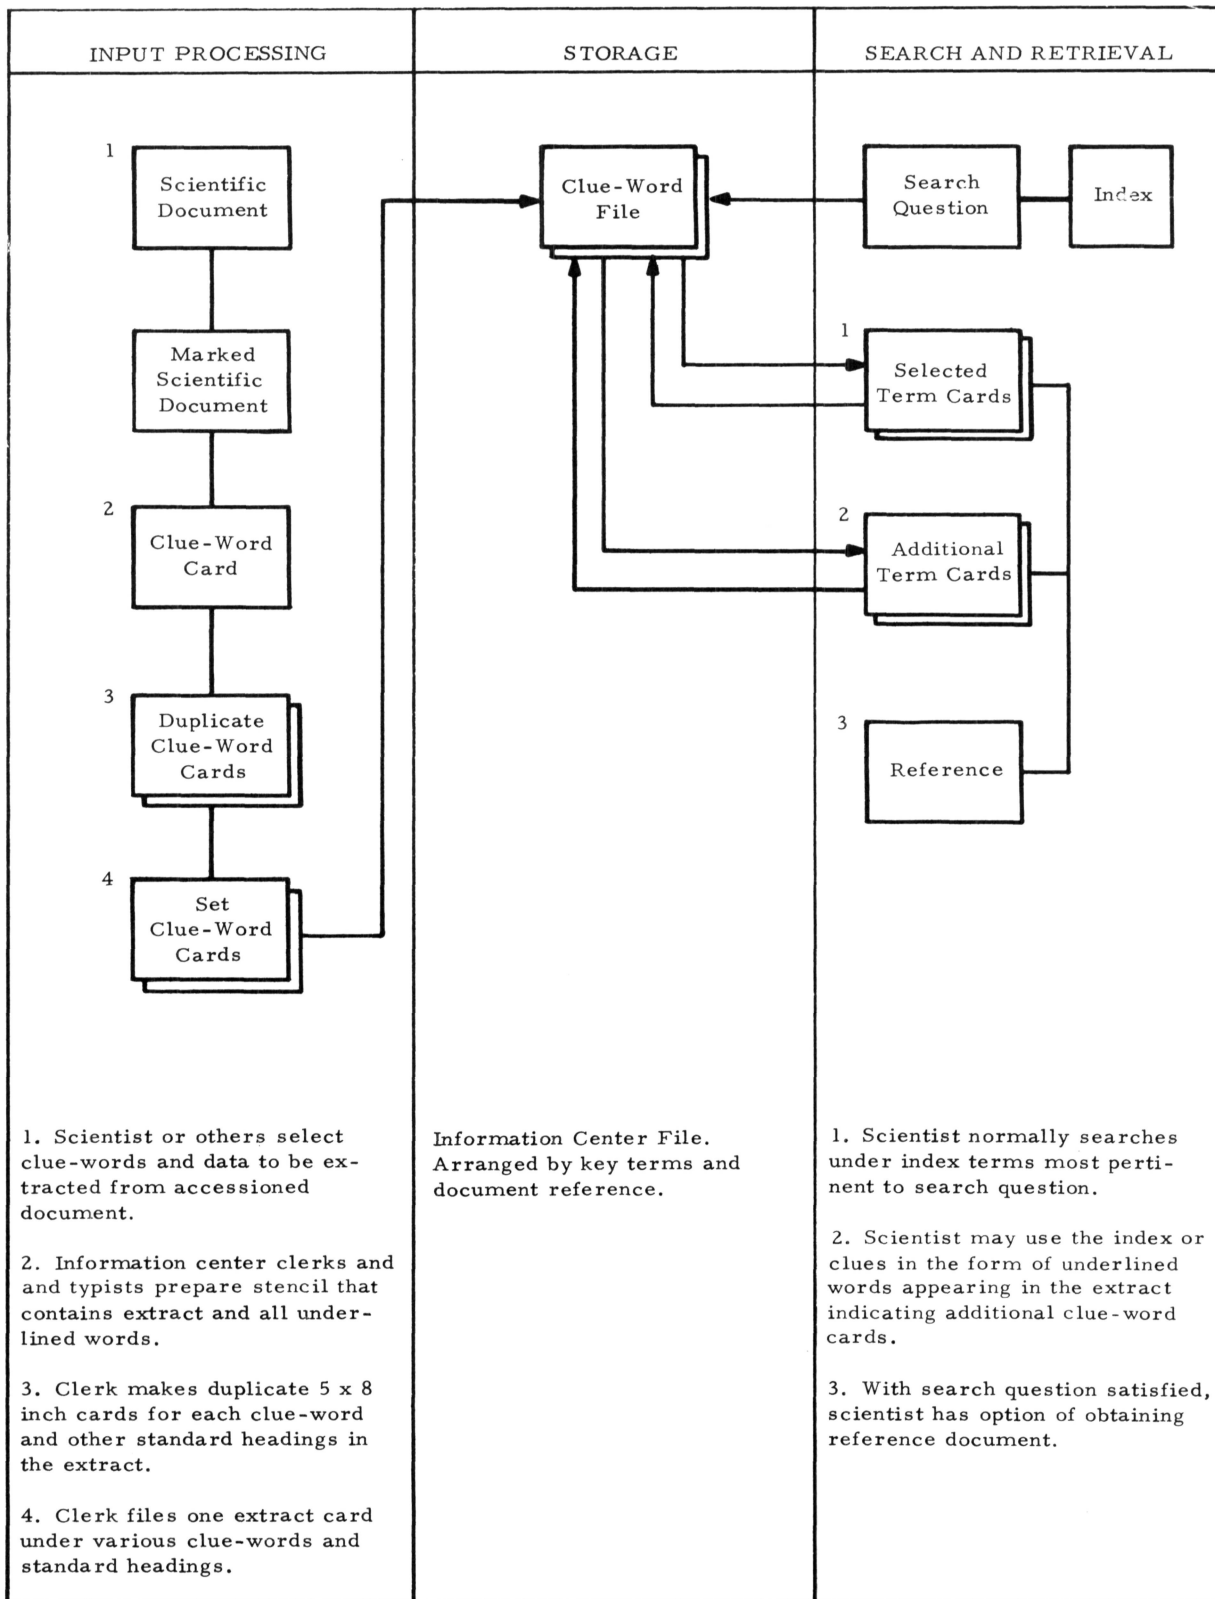 INPUT PROCESSING
STORAGE
SEARCH AND RETRIEVAL
1
Scientific
Document
Marked
Scientific
Document
2
Clue-Word
Card
3
Duplicate
Clue-Word
Cards
4
Set
Clue-Word
Cards
Clue-Word
File
Search
Question
Index
1
Selected
Term Cards
2
Additional
Term Cards
3
Reference
1. Scientist or others select
clue-words and data to be ex-
tracted from accessioned
document.
2. Information center clerks and
and typists prepare stencil that
contains extract and all under-
lined words.
3. Clerk makes duplicate 5 x 8
inch cards for each clue-word
and other standard headings in
the extract.
4. Clerk files one extract card
under various clue-words and
standard headings.
Information Center File.
Arranged by key terms and
document reference.
1. Scientist normally searches
under index terms most perti-
nent to search question.
2. Scientist may use the index or
clues in the form of underlined
words appearing in the extract
indicating additional clue-word
cards.
3. With search question satisfied,
scientist has option of obtaining
reference document.